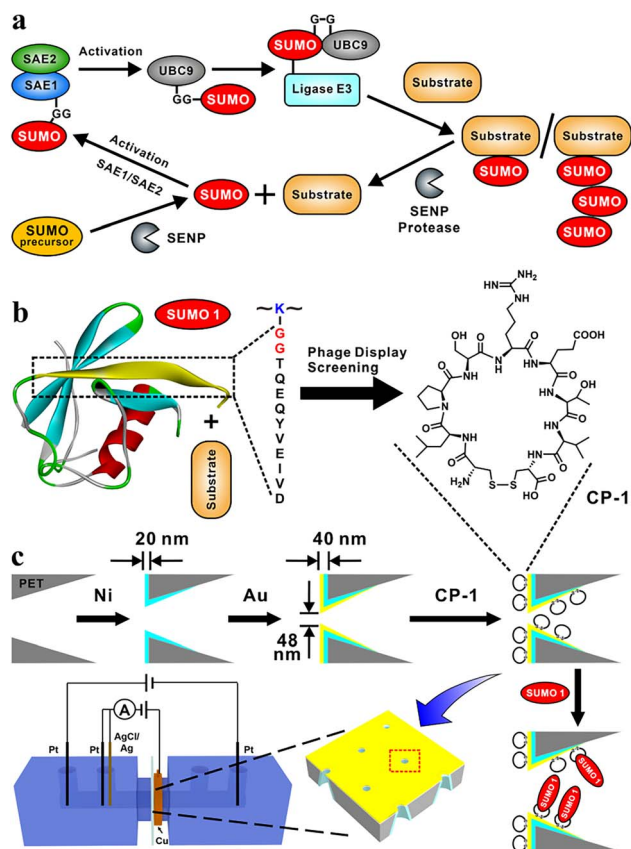 a
SAE2
SAE1
GG
SUMO
Activation
UBC9
GG
SUMO
G-G
SUMO
UBC9
Ligase E3
Substrate
Substrate
SUMO
/
Substrate
SUMO
SUMO
SUMO
SENP
Protease
SUMO
+
Substrate
Activation
SAE1/SAE2
SUMO
precursor
SENP
b
SUMO 1
+
Substrate
~K~
G
G
T
Q
E
Q
Y
V
E
I
V
D
Phage Display
Screening
NH2
HN
NH
HO
O
H
N
O
COOH
O
N
H
NH
O
HN
O
OH
N
O
NH
O
HN
O
O
NH
H2N
S-S
O
OH
CP-1
c
20 nm
40 nm
PET
Ni
Au
48
nm
CP-1
SUMO 1
A
AgCl/
Ag
Pt
Pt
Pt
Cu
SUMO 1
SUMO 1
SUMO 1